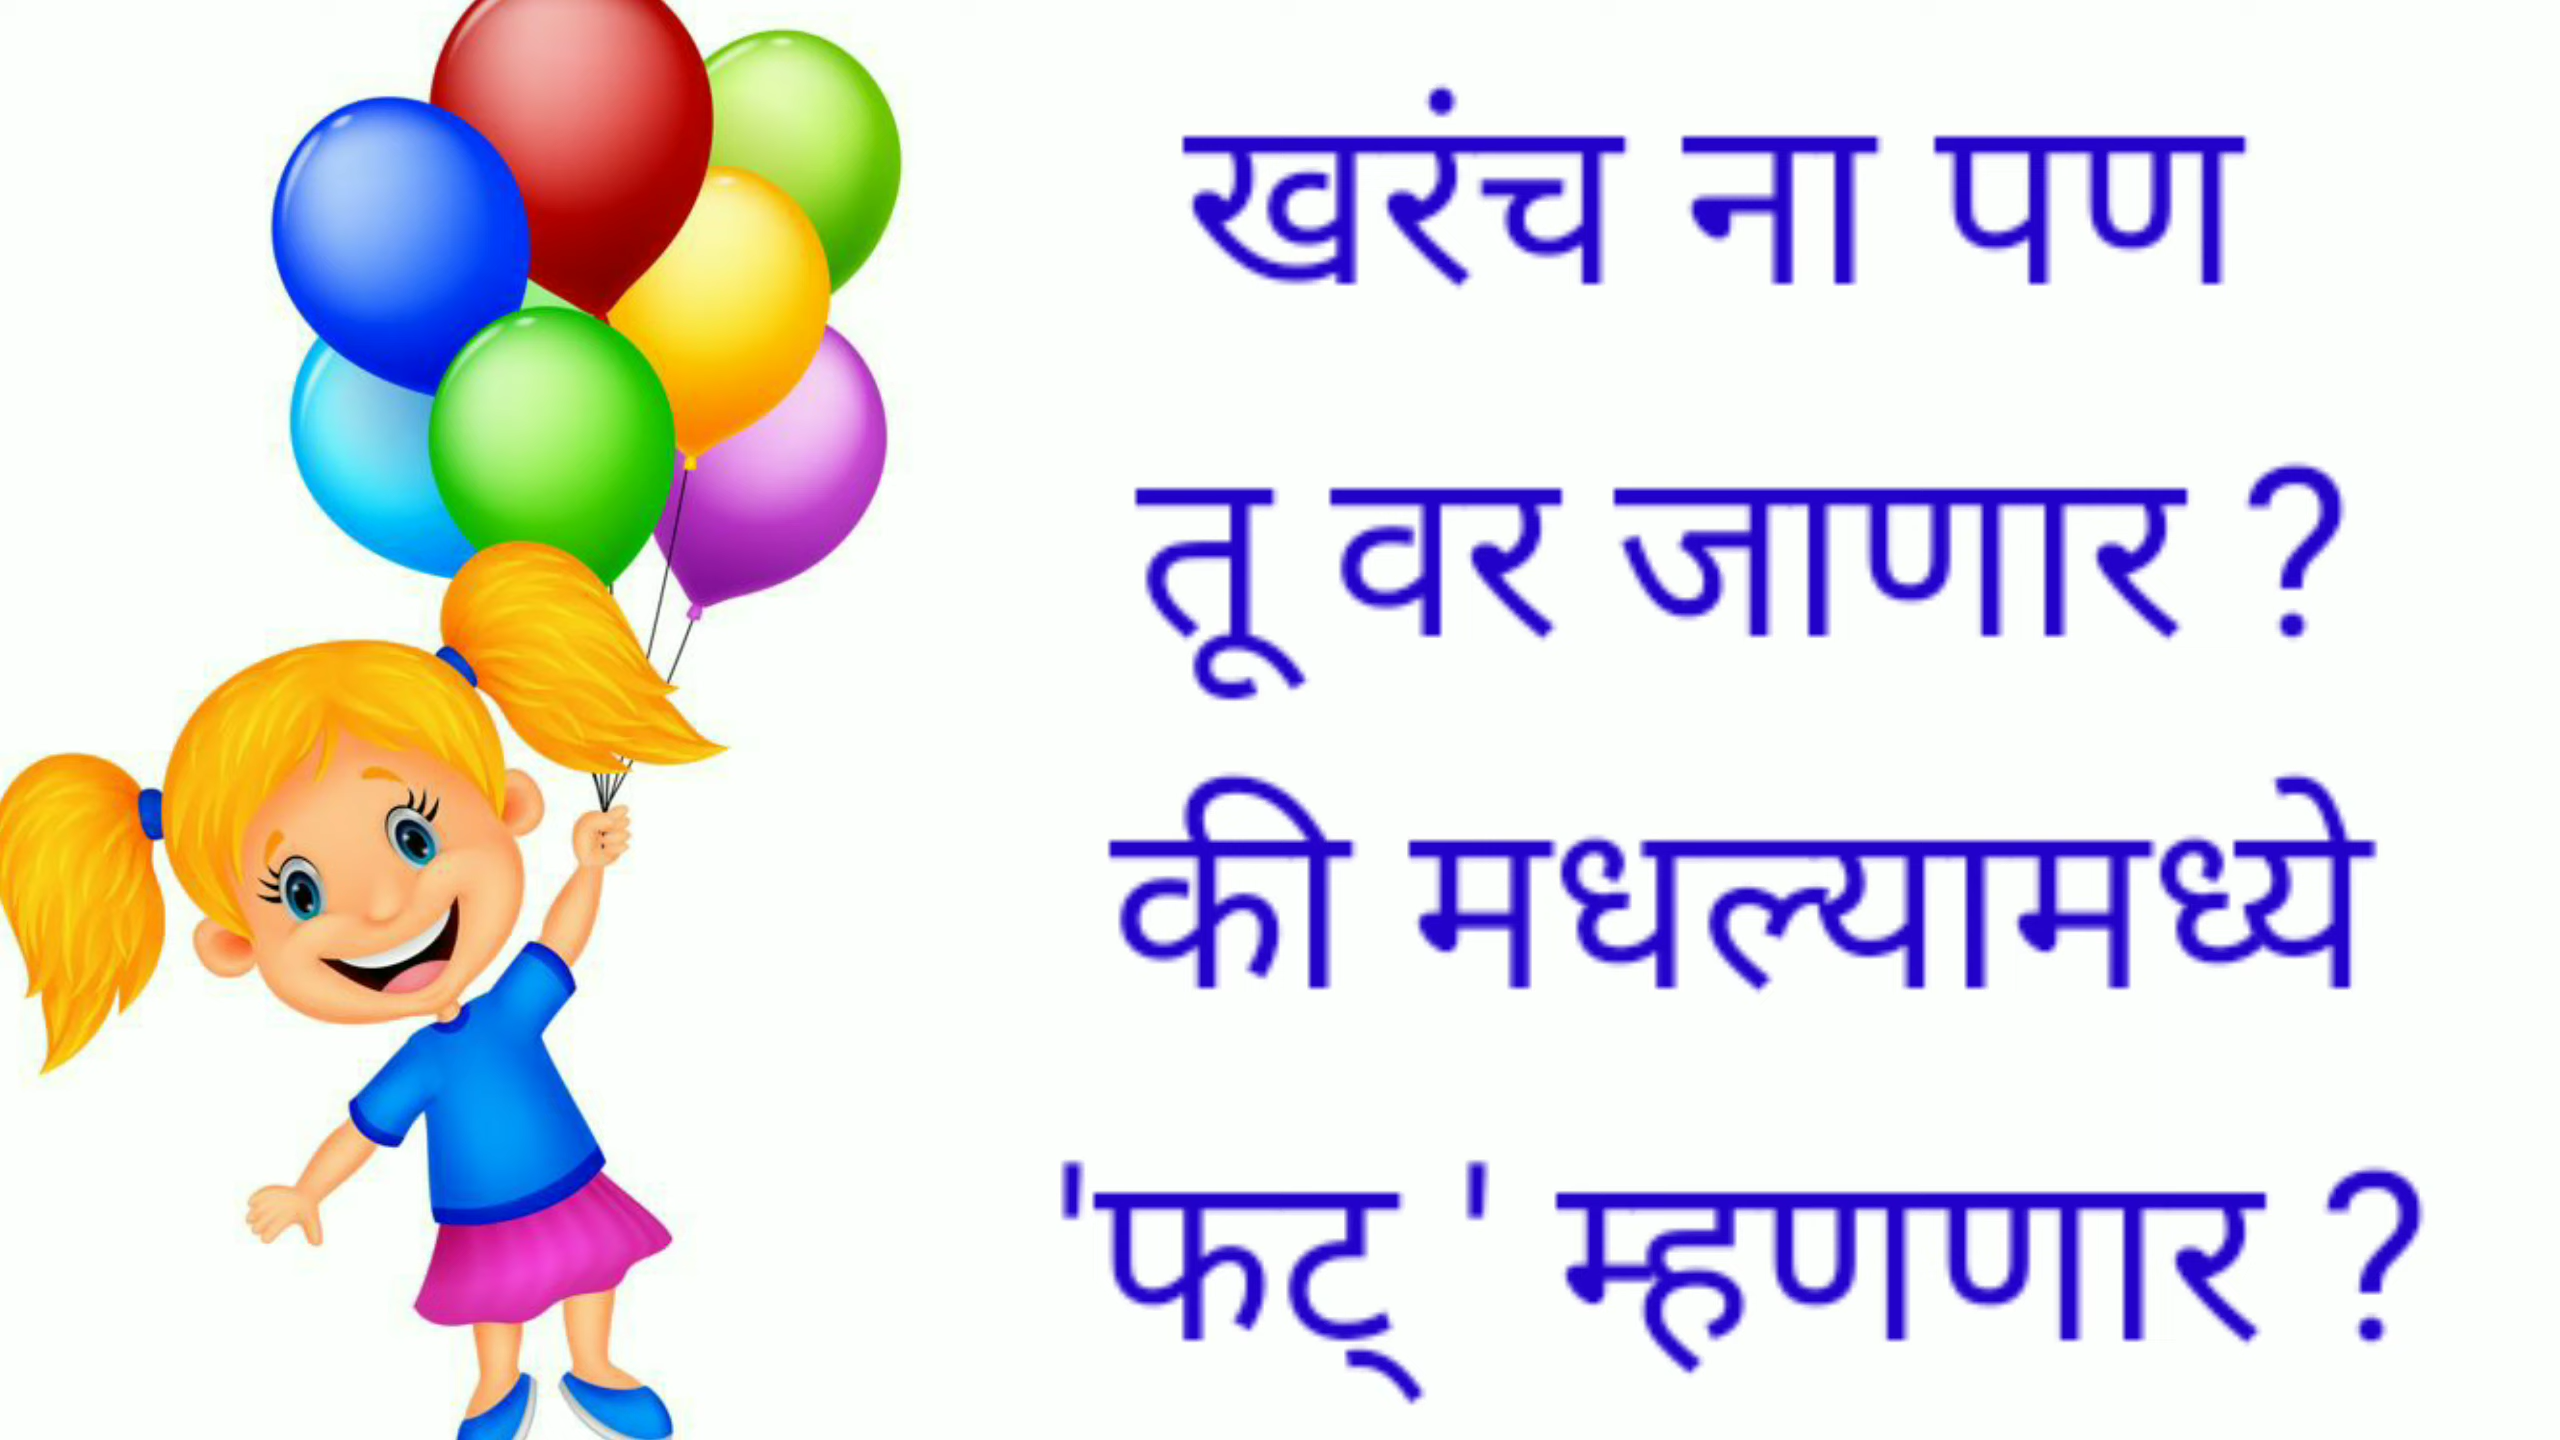 खरंच ना पण
तू वर जाणार ?
की मधल्यामध्ये
'फट् ' म्हणणार ?